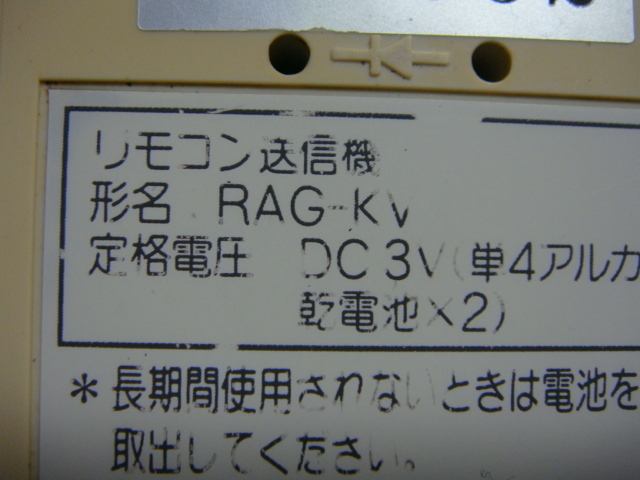 リモコン送信機
形名 RAG-Kv
定格電圧 DC3V(単4アルカ
乾電池×2)
*長期間使用されないときは電池を
取出してください。